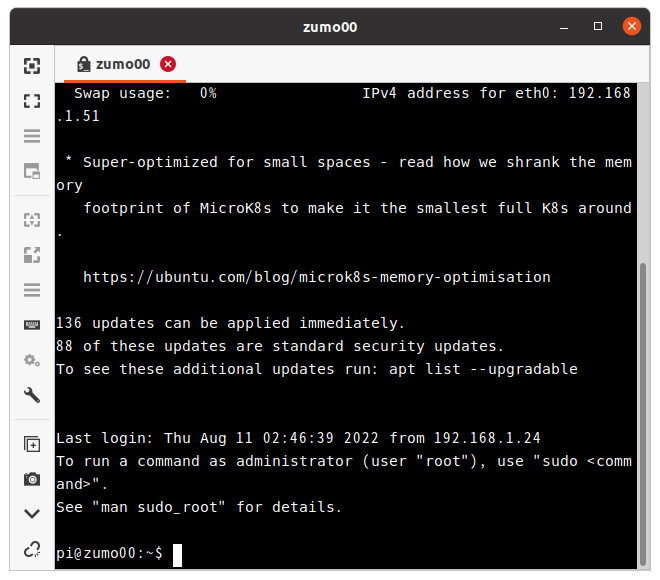 zumo00
zumo00
Swap usage:   0%                IPv4 address for eth0: 192.168
.1.51
* Super-optimized for small spaces - read how we shrank the mem
ory
footprint of MicroK8s to make it the smallest full K8s around
.
https://ubuntu.com/blog/microk8s-memory-optimisation
136 updates can be applied immediately.
88 of these updates are standard security updates.
To see these additional updates run: apt list --upgradable
Last login: Thu Aug 11 02:46:39 2022 from 192.168.1.24
To run a command as administrator (user "root"), use "sudo <comm
and>".
See "man sudo_root" for details.
pi@zumo00:~$